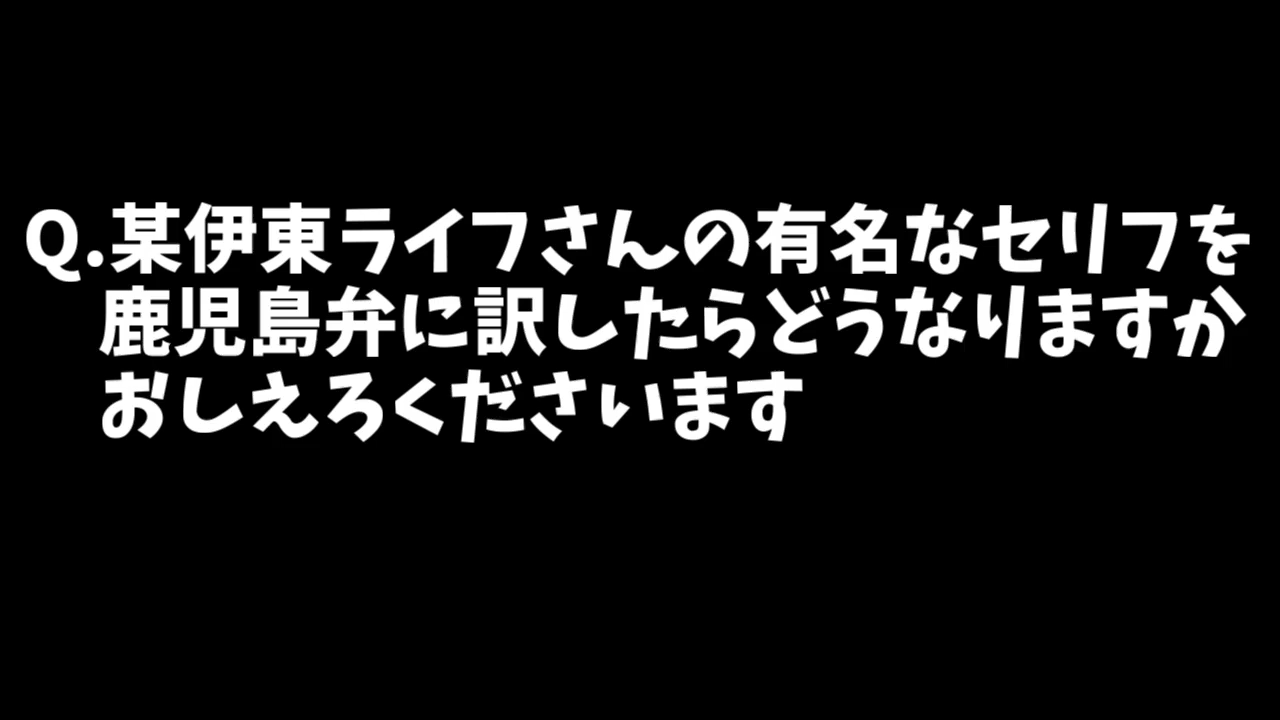 Q.某伊東ライフさんの有名なセリフを
鹿児島弁に訳したらどうなりますか
おしえろくださいます